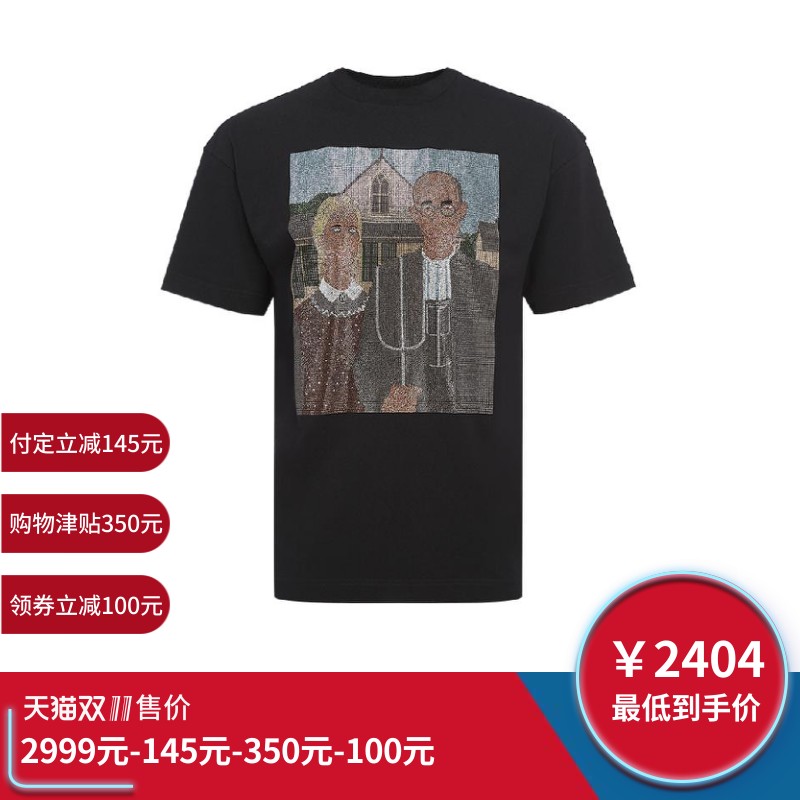 付定立减145元
购物津贴350元
领券立减100元
¥2404
最低到手价
天猫双11售价
2999元-145元-350元-100元